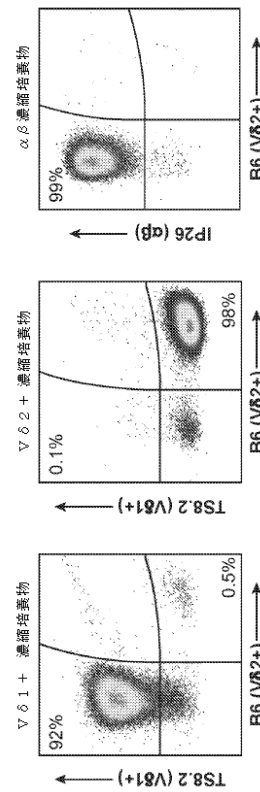 Vδ1+ 濃縮培養物
92%
0.5%
TS8.2 (Vδ1+)
B6 (Vδ2+)
Vδ2+ 濃縮培養物
0.1%
98%
TS8.2 (Vδ1+)
B6 (Vδ2+)
αβ濃縮培養物
99%
IP26 (αβ)
B6 (Vδ2+)